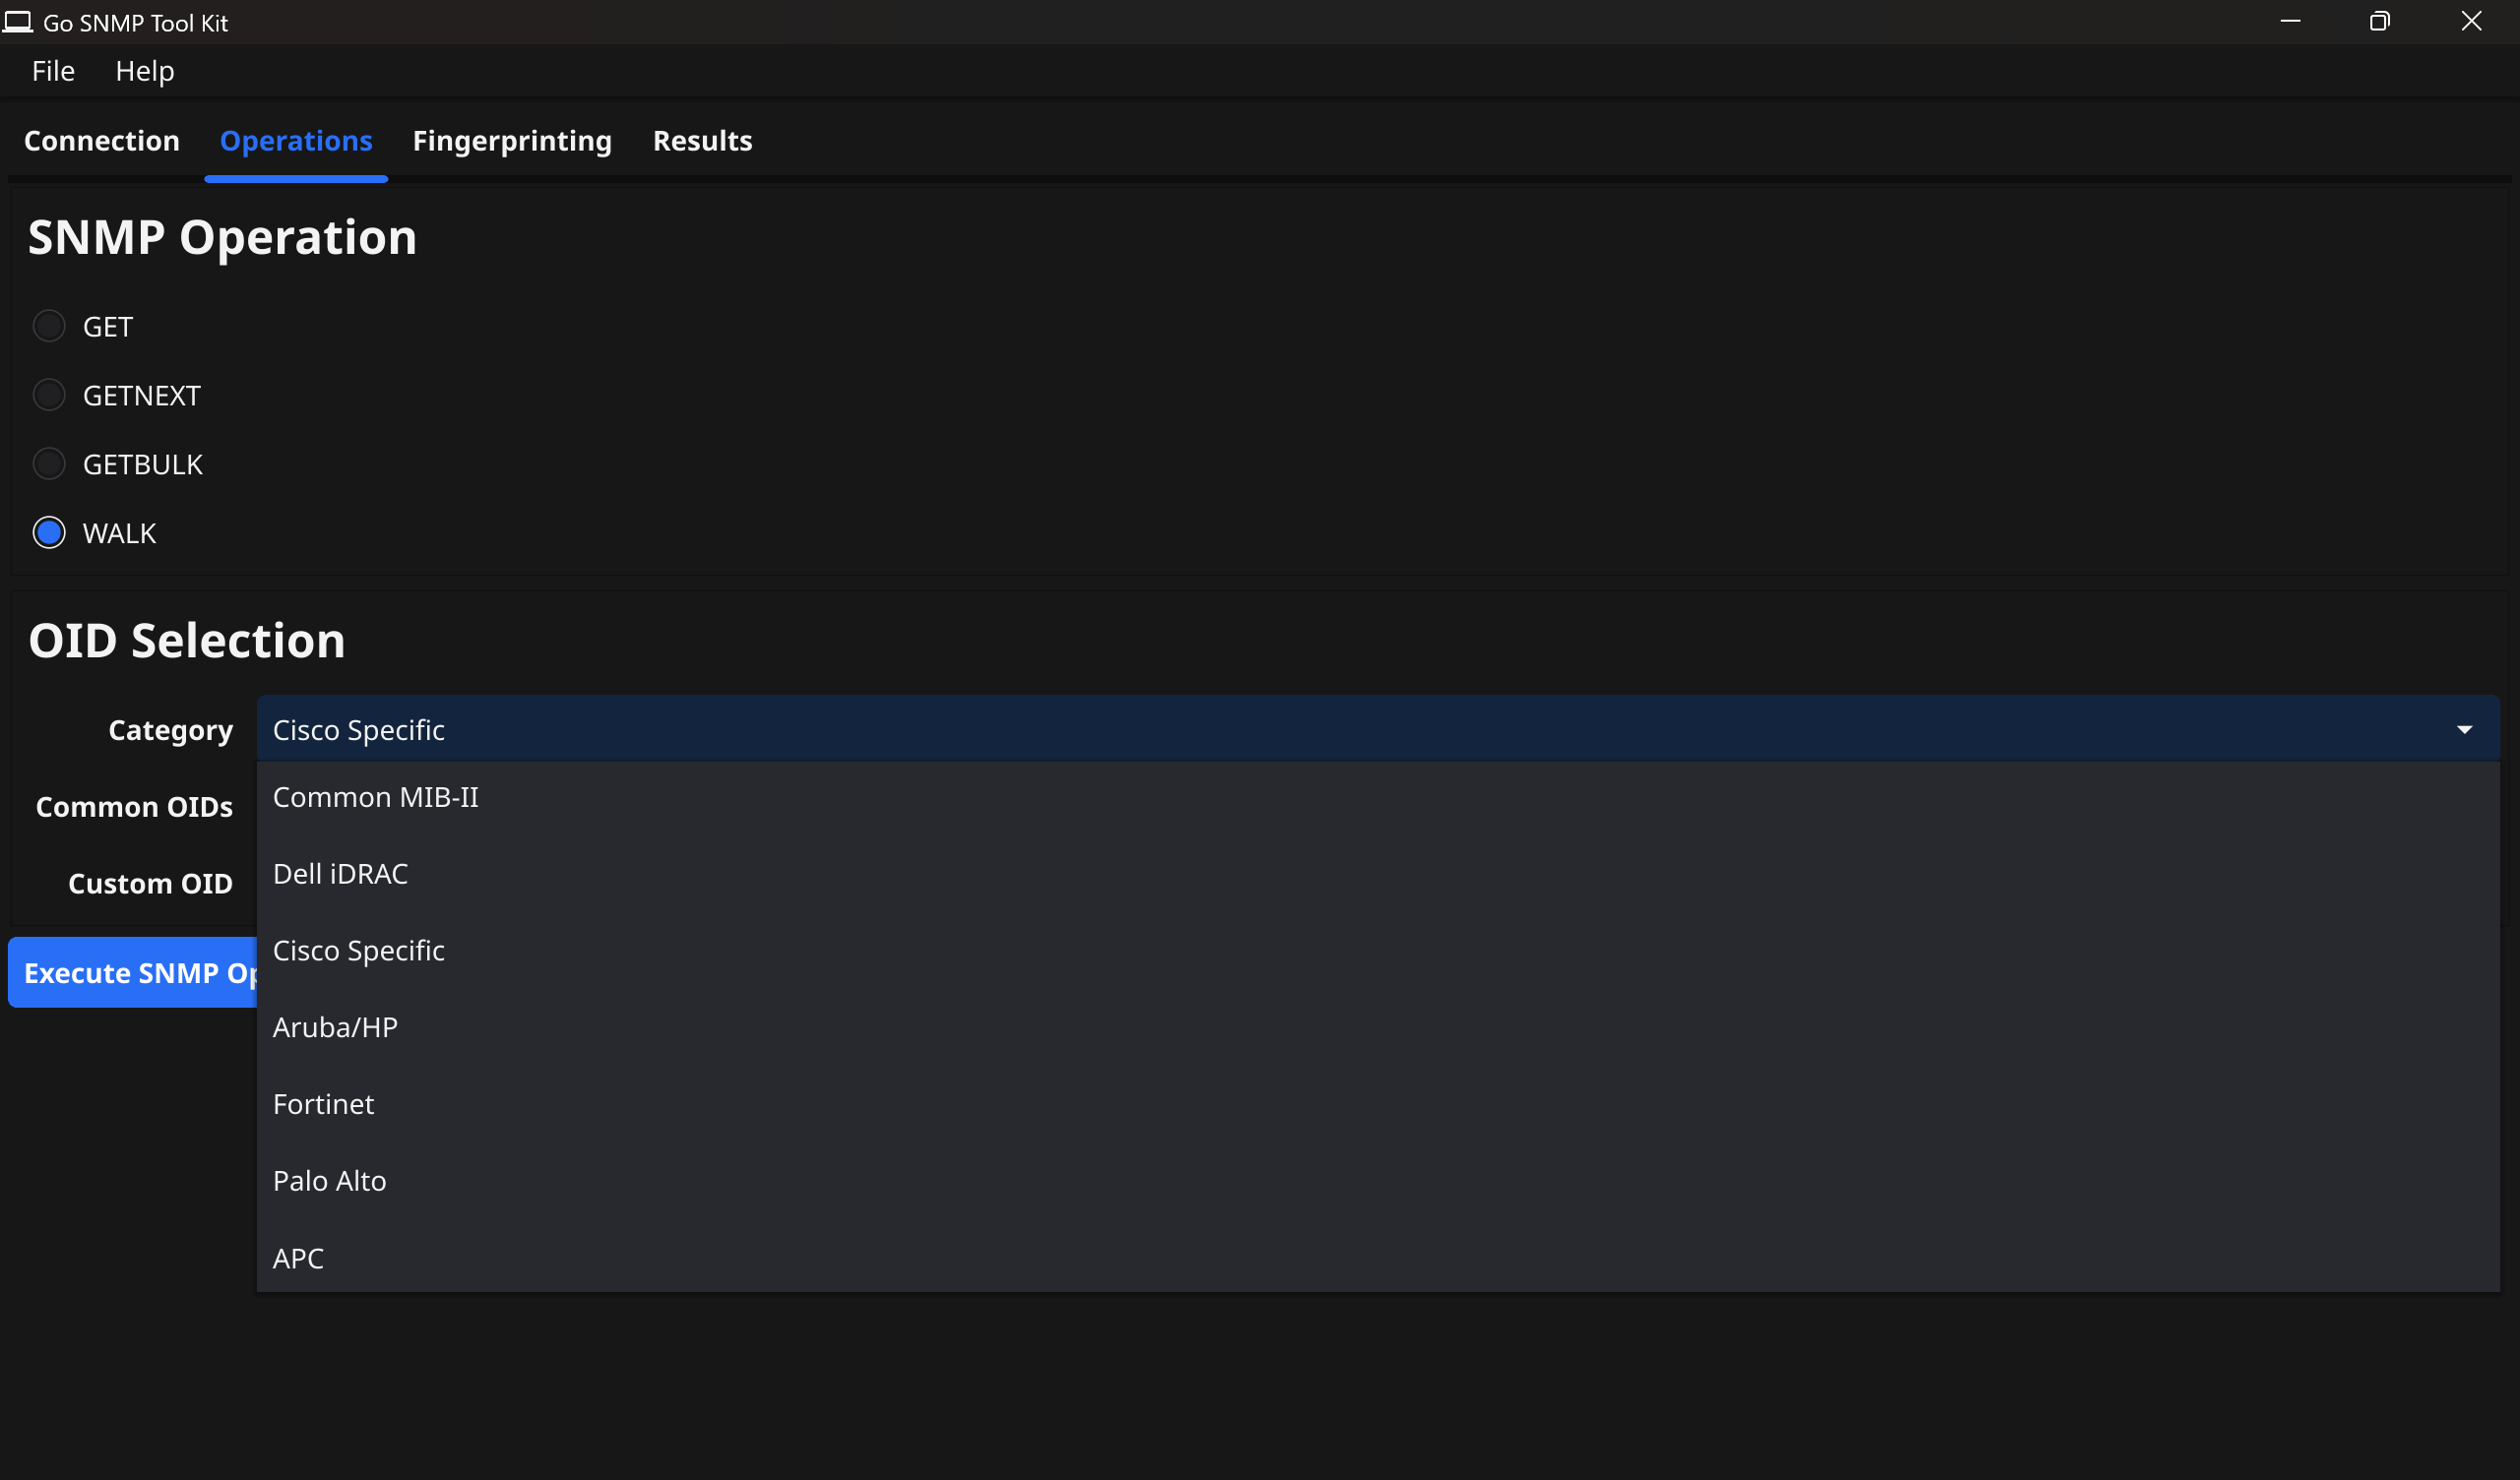 Go SNMP Tool Kit
File Help
Connection Operations Fingerprinting Results
SNMP Operation
GET
GETNEXT
GETBULK
WALK
OID Selection
Category Cisco Specific
Common MIB-II
Common OIDs
Dell iDRAC
Custom OID
Cisco Specific
Execute SNMP Op
Aruba/HP
Fortinet
Palo Alto
APC